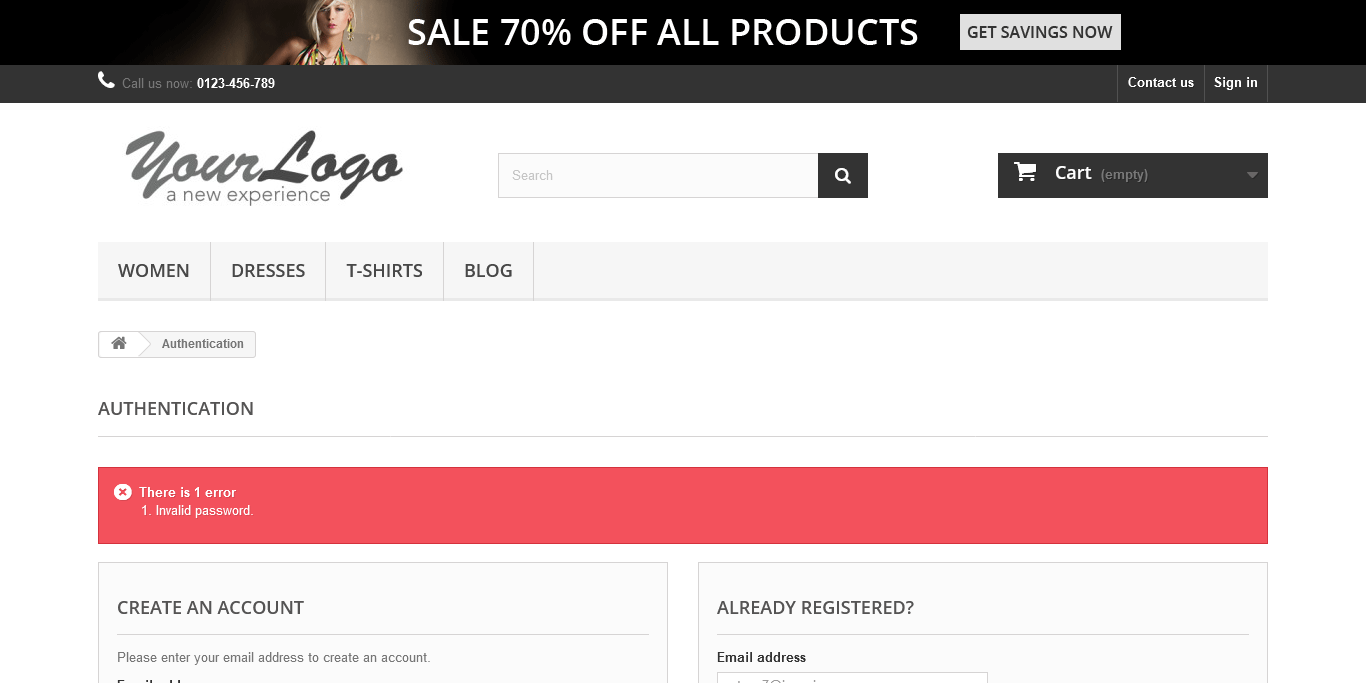 SALE 70% OFF ALL PRODUCTS
GET SAVINGS NOW
Call us now: 0123-456-789
Contact us
Sign in
YourLogo
a new experience
Search
Cart (empty)
WOMEN
DRESSES
T-SHIRTS
BLOG
Authentication
AUTHENTICATION
There is 1 error
1. Invalid password.
CREATE AN ACCOUNT
Please enter your email address to create an account.
ALREADY REGISTERED?
Email address